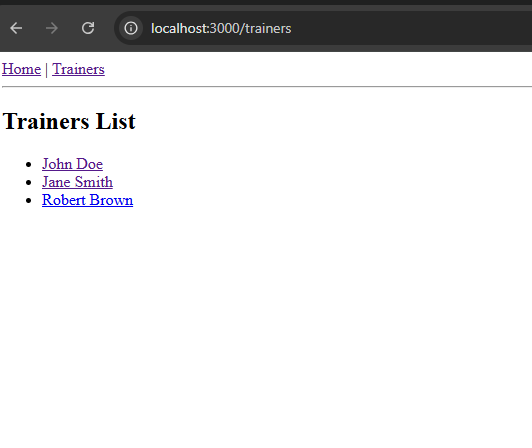 localhost:3000/trainers
Home | Trainers
Trainers List
John Doe
Jane Smith
Robert Brown